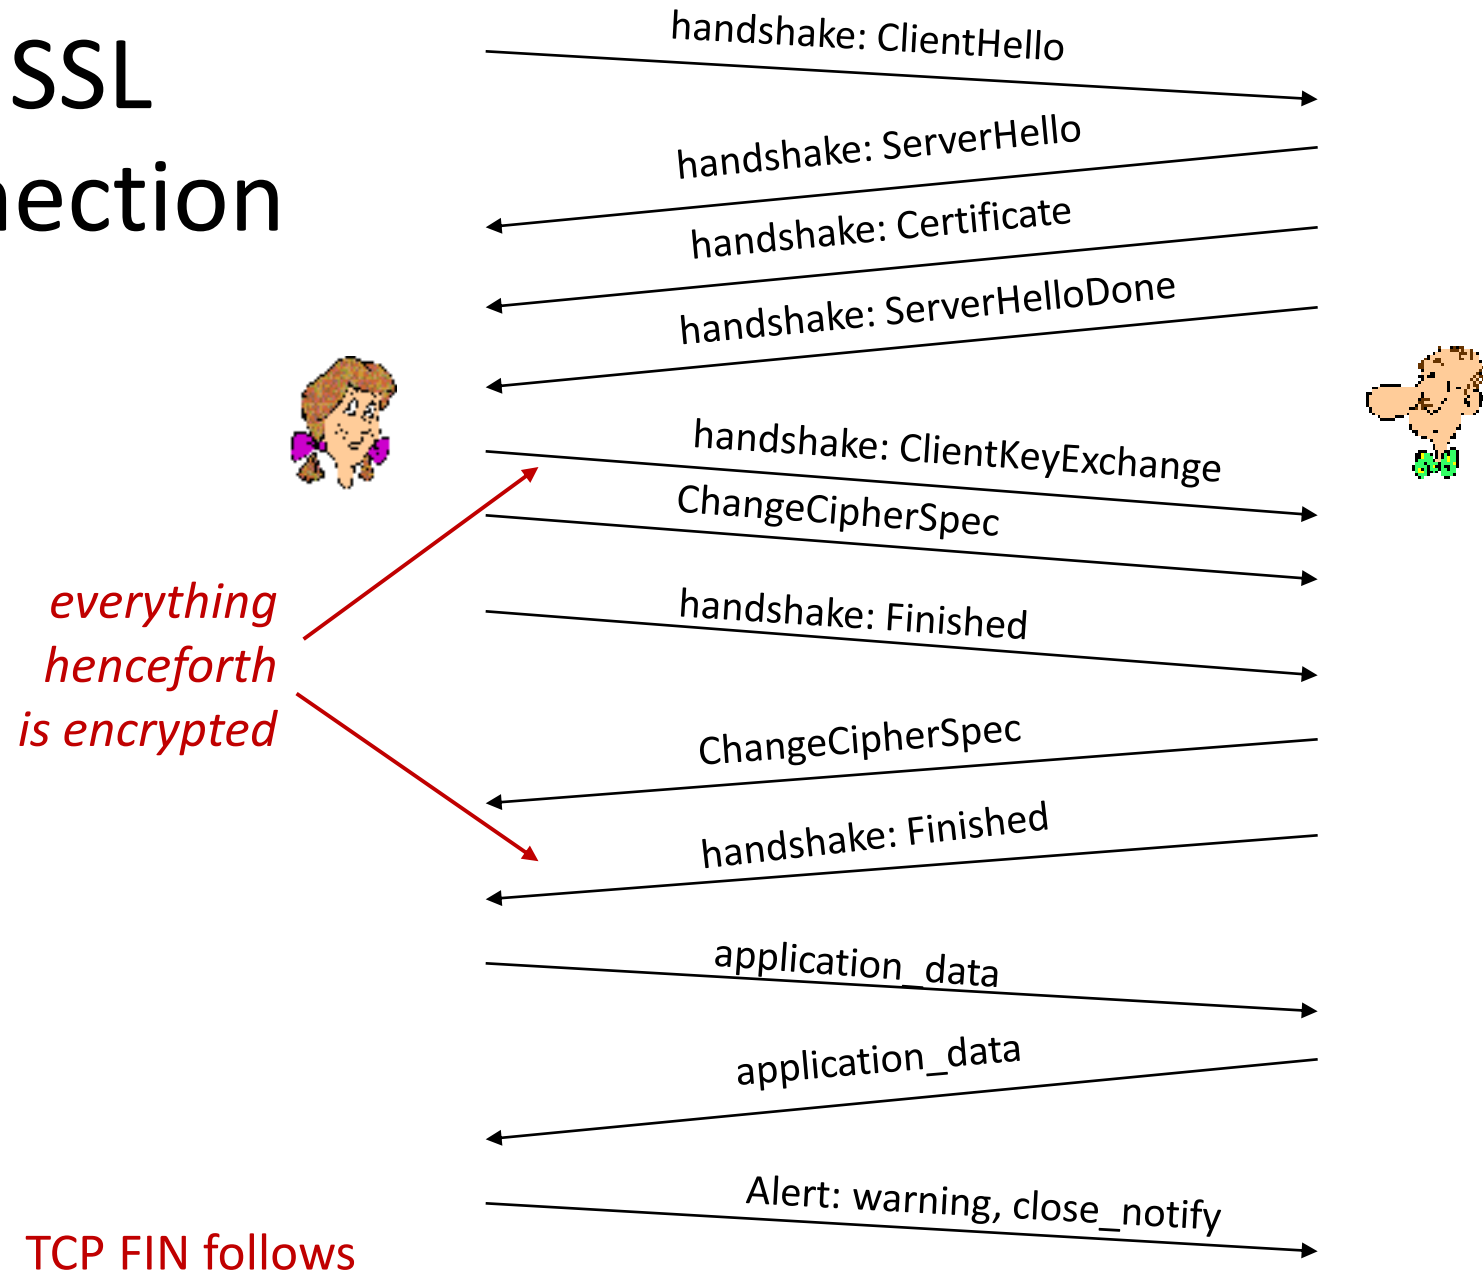 SSL
nection
handshake: ClientHello
handshake: ServerHello
handshake: Certificate
handshake: ServerHelloDone
handshake: ClientKeyExchange
ChangeCipherSpec
everything
henceforth
is encrypted
handshake: Finished
ChangeCipherSpec
handshake: Finished
application_data
application_data
Alert: warning, close_notify
TCP FIN follows